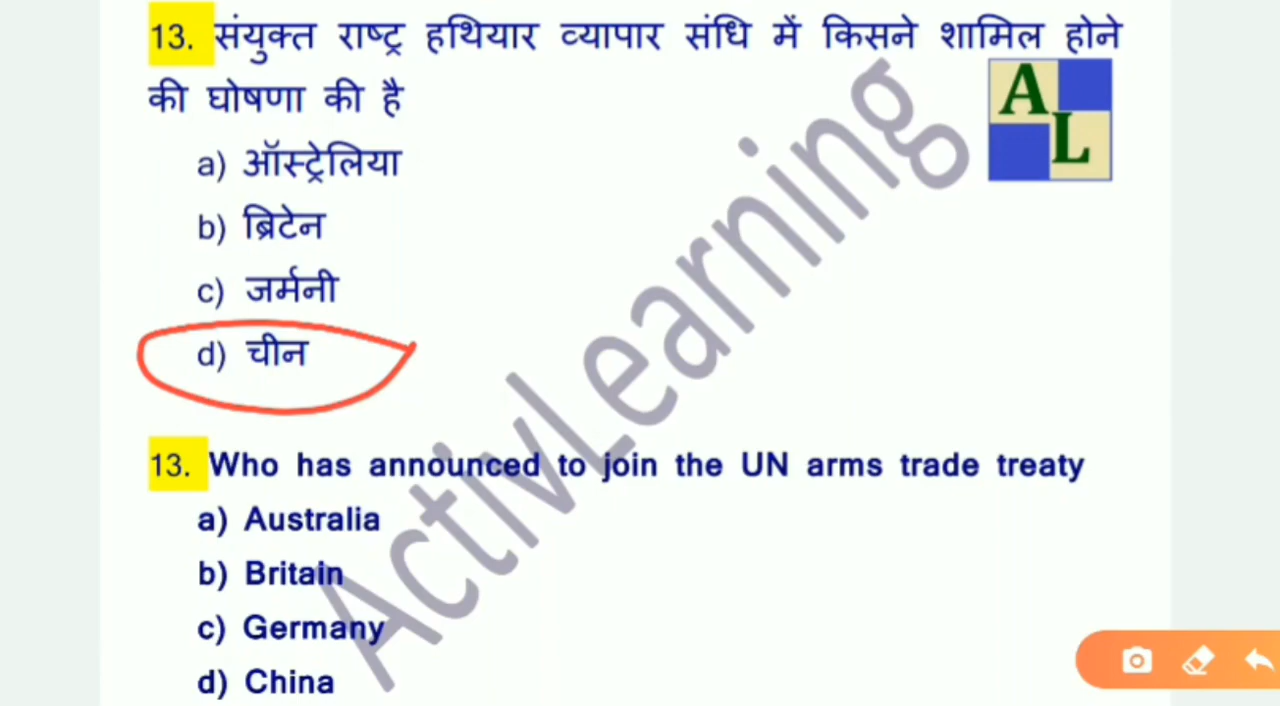 13. संयुक्त राष्ट्र हथियार व्यापार संधि में किसने शामिल होने
की घोषणा की है
a) ऑस्ट्रेलिया
b) ब्रिटेन
c) जर्मनी
d) चीन
13. Who has announced to join the UN arms trade treaty
a) Australia
b) Britain
c) Germany
d) China
ActivLearning
A
L